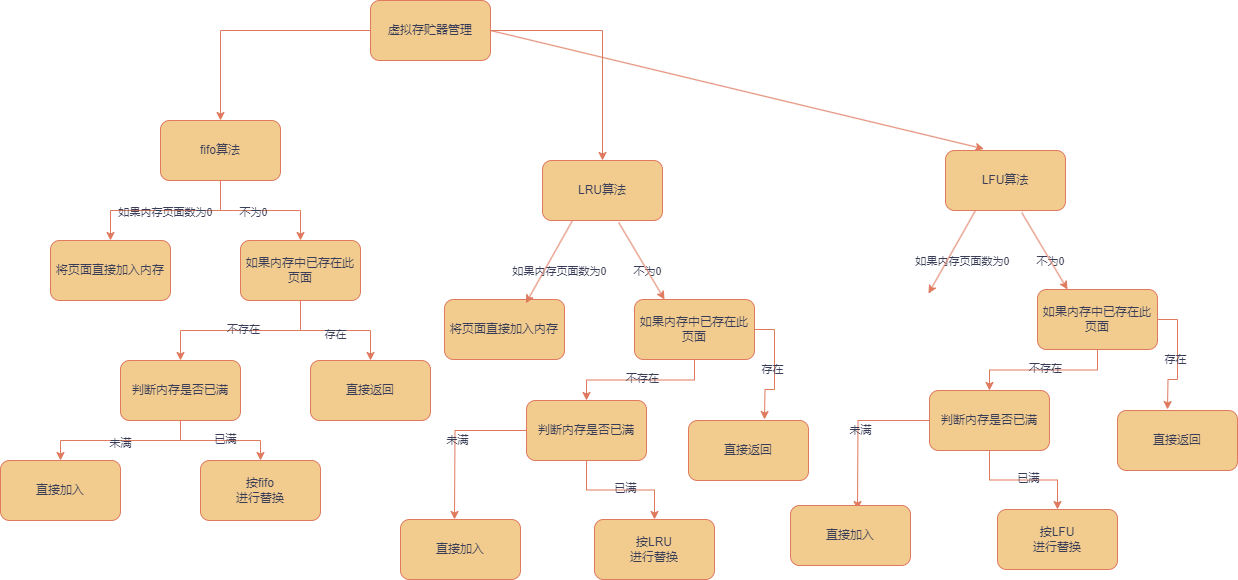 虚拟存贮器管理
fifo算法
LRU算法
LFU算法
如果内存页面数为0
不为0
将页面直接加入内存
如果内存中已存在此
页面
如果内存页面数为0
不为0
如果内存页面数为0
不为0
将页面直接加入内存
如果内存中已存在此
页面
如果内存中已存在此
页面
不存在
存在
不存在
存在
不存在
存在
判断内存是否已满
直接返回
判断内存是否已满
直接返回
判断内存是否已满
直接返回
未满
已满
未满
已满
未满
已满
直接加入
按fifo
进行替换
直接加入
按LRU
进行替换
直接加入
按LFU
进行替换